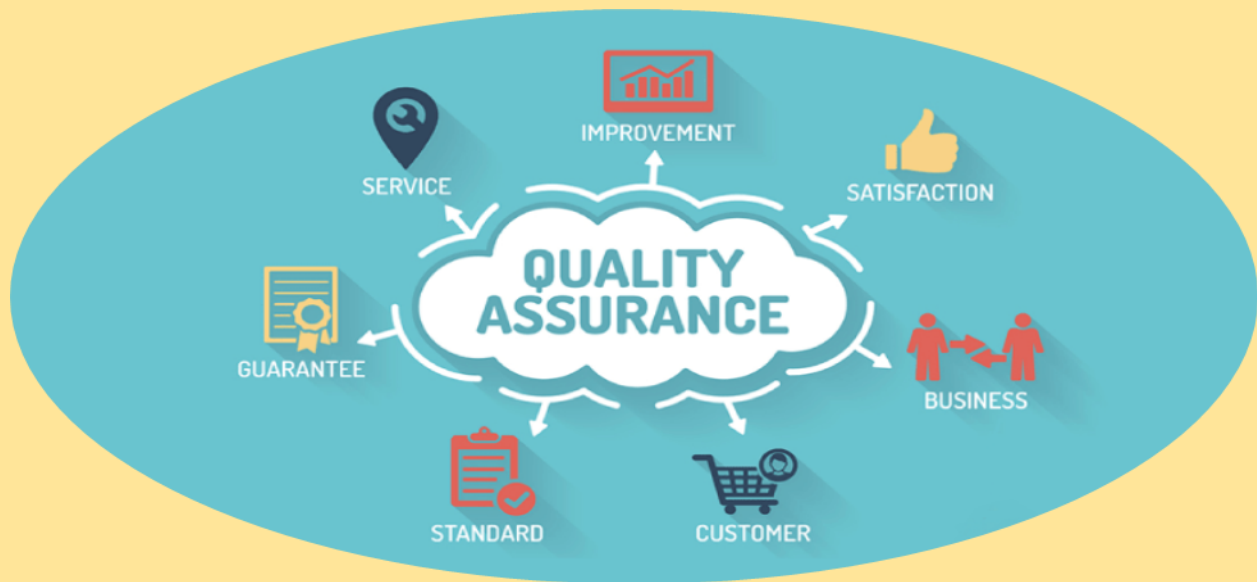 IMPROVEMENT
SERVICE
SATISFACTION
QUALITY
ASSURANCE
GUARANTEE
BUSINESS
STANDARD
CUSTOMER